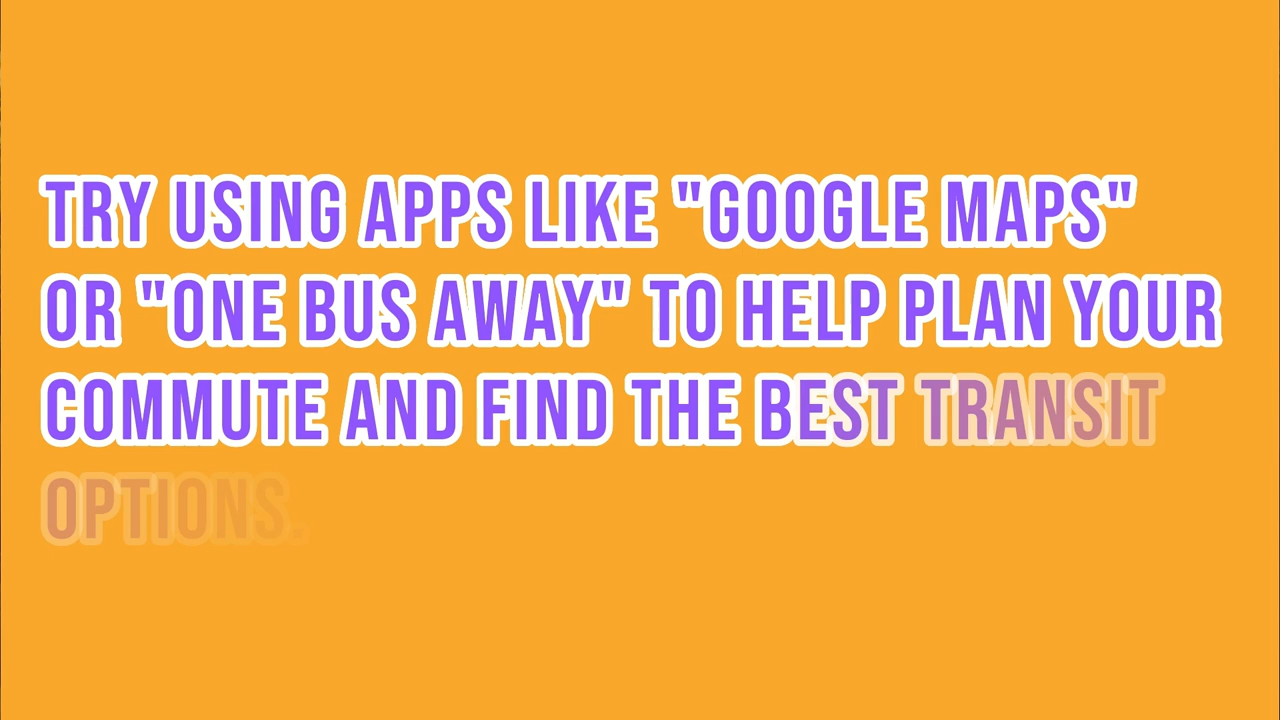 TRY USING APPS LIKE "GOOGLE MAPS"
OR "ONE BUS AWAY" TO HELP PLAN YOUR
COMMUTE AND FIND THE BEST TRANSIT
OPTIONS.